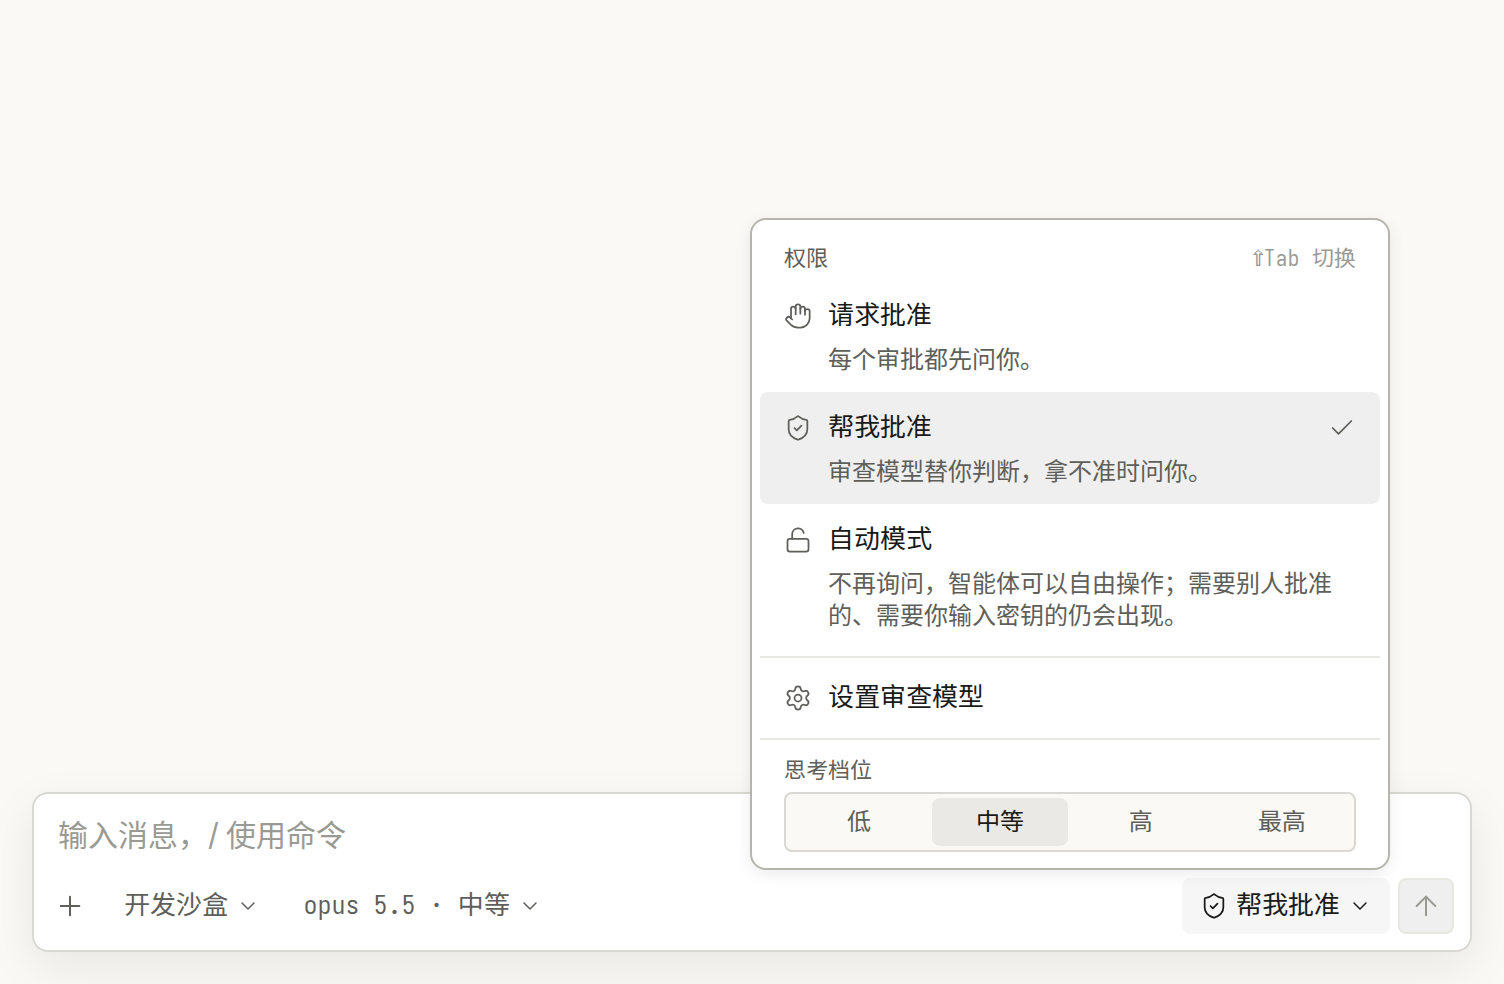 权限
⇧Tab 切换
请求批准
每个审批都先问你。
帮我批准
审查模型替你判断，拿不准时问你。
自动模式
不再询问，智能体可以自由操作；需要别人批准
的、需要你输入密钥的仍会出现。
设置审查模型
思考档位
低 中等 高 最高
输入消息，/ 使用命令
开发沙盒
opus 5.5 · 中等
帮我批准